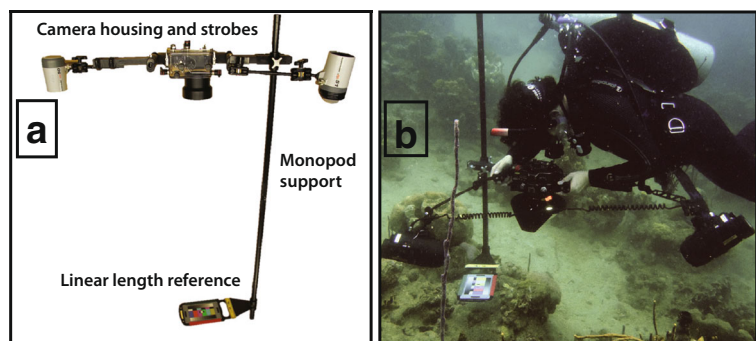 Camera housing and strobes
a
Monopod
support
Linear length reference
b